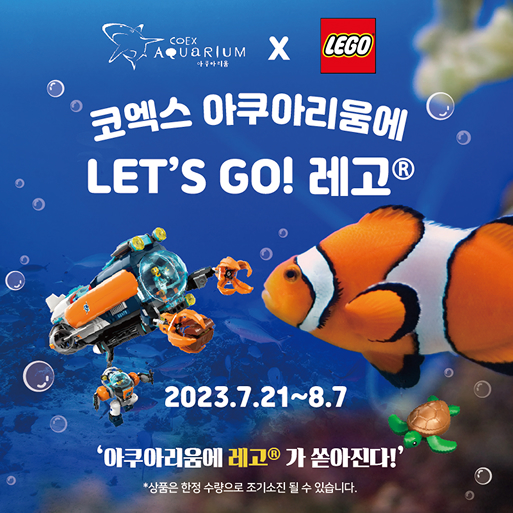 COEX
AQUARIUM
아쿠아리움
X
LEGO
코엑스 아쿠아리움에
LET'S GO! 레고®
2023.7.21~8.7
'아쿠아리움에 레고® 가 쏟아진다!'
*상품은 한정 수량으로 조기소진 될 수 있습니다.